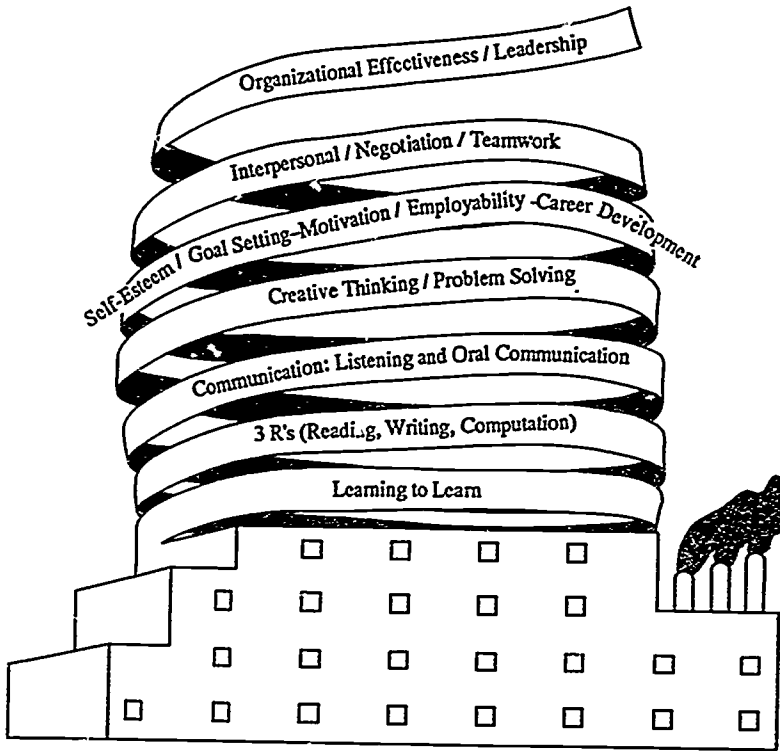 Organizational Effectiveness / Leadership
Interpersonal / Negotiation / Teamwork
Self-Esteem / Goal Setting–Motivation / Employability -Career Development
Creative Thinking / Problem Solving
Communication: Listening and Oral Communication
3 R's (Reading, Writing, Computation)
Learning to Learn